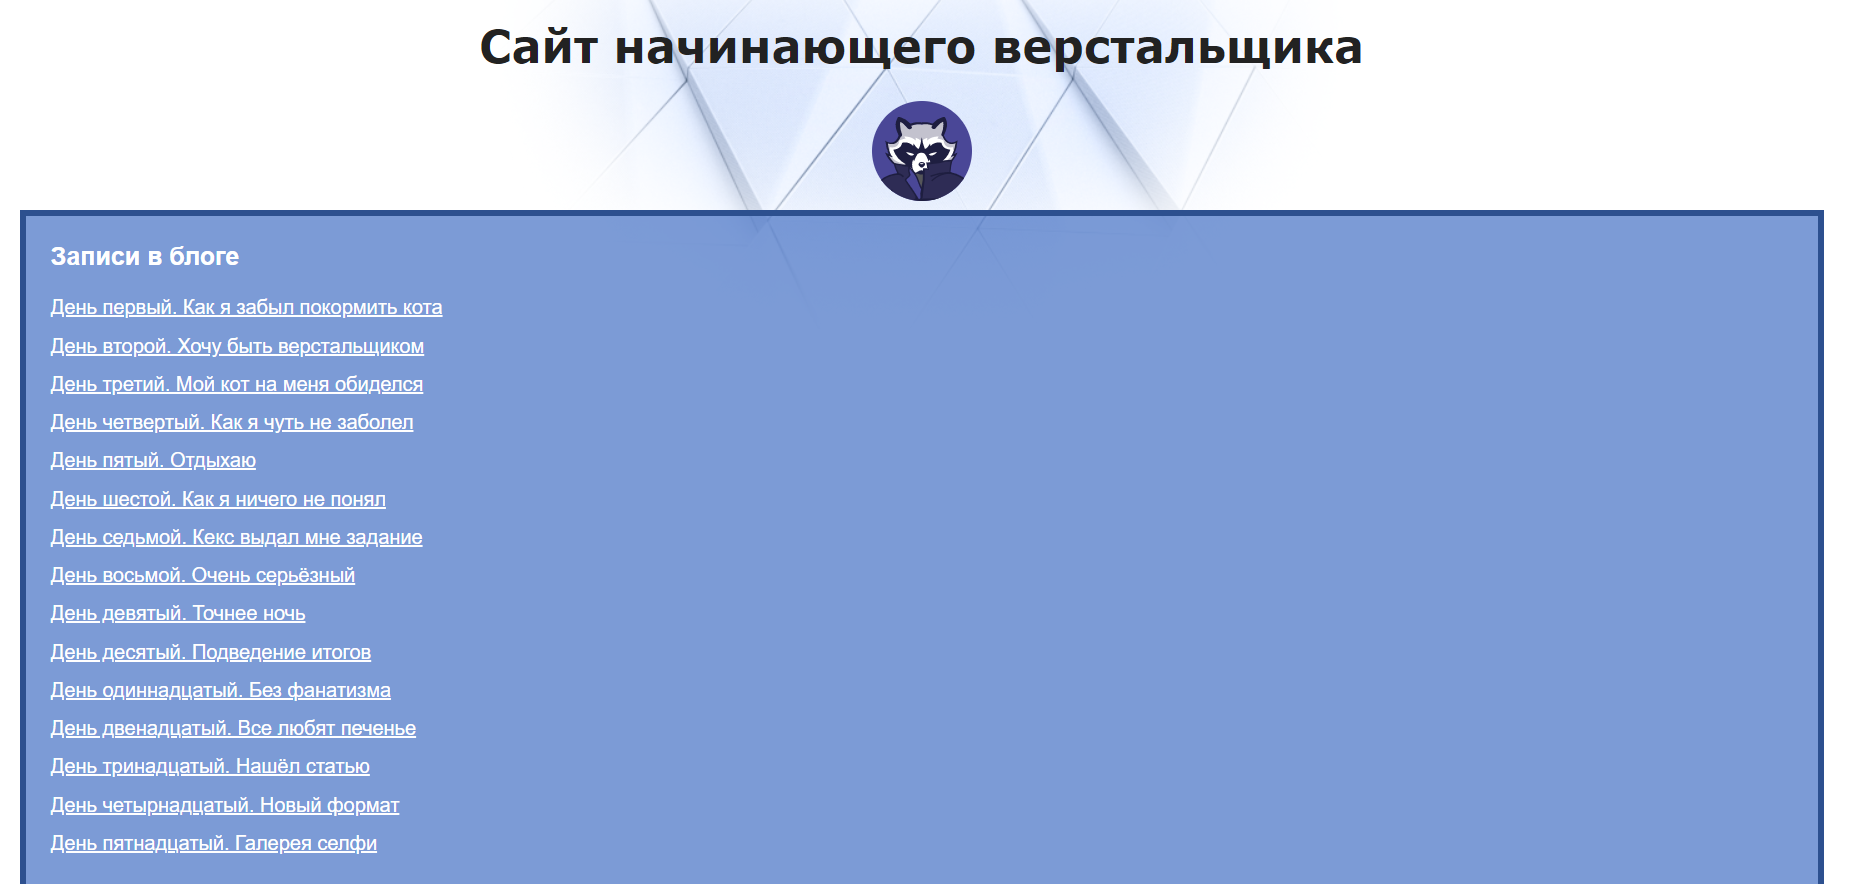 Сайт начинающего верстальщика
Записи в блоге
День первый. Как я забыл покормить кота
День второй. Хочу быть верстальщиком
День третий. Мой кот на меня обиделся
День четвертый. Как я чуть не заболел
День пятый. Отдыхаю
День шестой. Как я ничего не понял
День седьмой. Кекс выдал мне задание
День восьмой. Очень серьёзный
День девятый. Точнее ночь
День десятый. Подведение итогов
День одиннадцатый. Без фанатизма
День двенадцатый. Все любят печенье
День тринадцатый. Нашёл статью
День четырнадцатый. Новый формат
День пятнадцатый. Галерея селфи